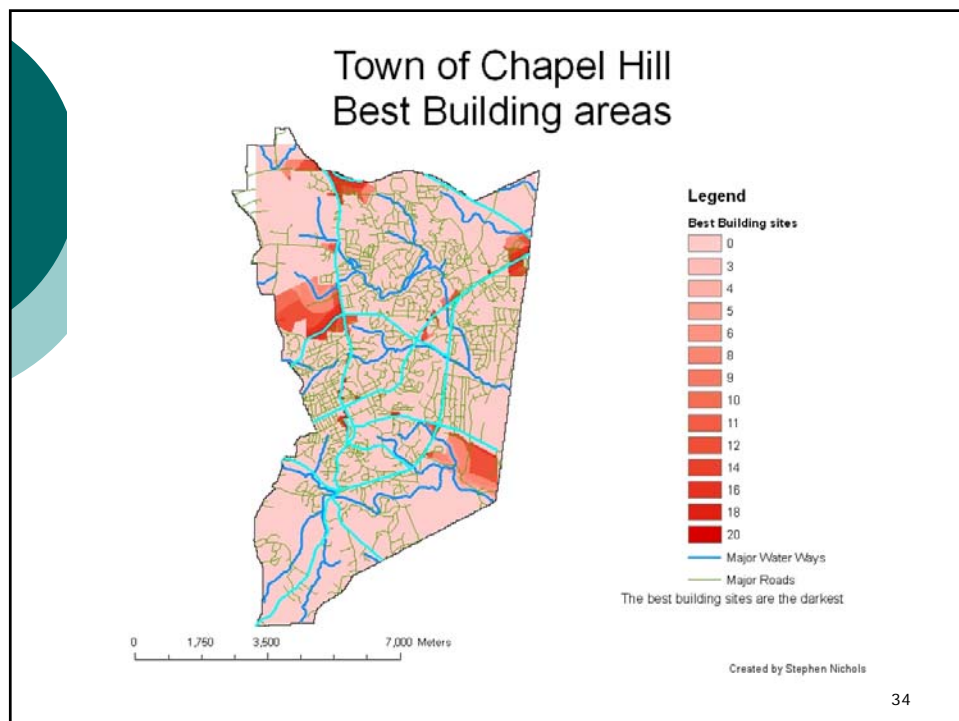 Town of Chapel Hill
Best Building areas
Legend
Best Building sites
0
3
4
5
6
8
9
10
11
12
14
16
18
20
Major Water Ways
Major Roads
The best building sites are the darkest
0 1,750 3,500 7,000 Meters
Created by Stephen Nichols
34